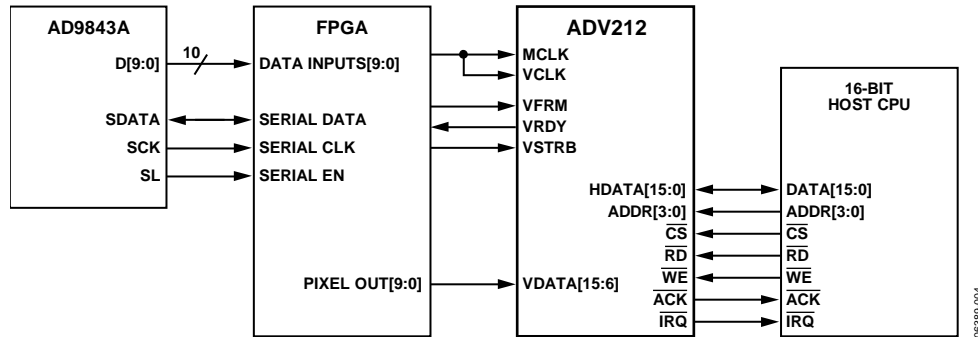 AD9843A
D[9:0]
10
SDATA
SCK
SL
FPGA
DATA INPUTS[9:0]
SERIAL DATA
SERIAL CLK
SERIAL EN
PIXEL OUT[9:0]
ADV212
MCLK
VCLK
VFRM
VRDY
VSTRB
HDATA[15:0]
ADDR[3:0]
CS
RD
WE
VDATA[15:6]
ACK
IRQ
16-BIT
HOST CPU
DATA[15:0]
ADDR[3:0]
CS
RD
WE
ACK
IRQ
06389-004